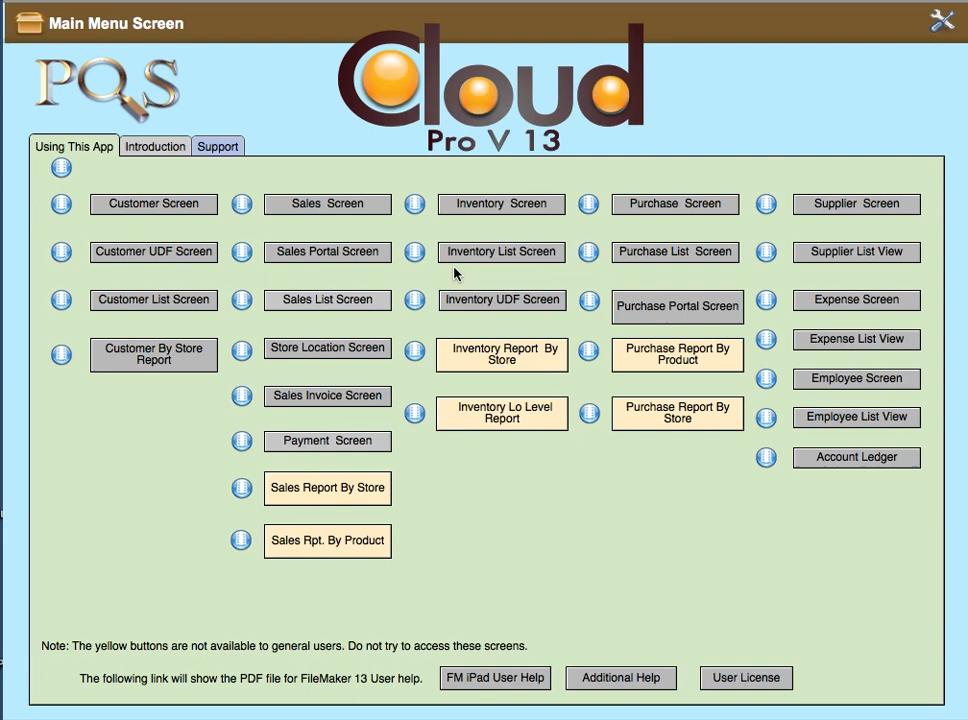 Main Menu Screen
PQS
Cloud
Pro V 13
Using This App
Introduction
Support
Customer Screen
Sales Screen
Inventory Screen
Purchase Screen
Supplier Screen
Customer UDF Screen
Sales Portal Screen
Inventory List Screen
Purchase List Screen
Supplier List View
Customer List Screen
Sales List Screen
Inventory UDF Screen
Purchase Portal Screen
Expense Screen
Customer By Store
Report
Store Location Screen
Inventory Report By
Store
Purchase Report By
Product
Expense List View
Employee Screen
Sales Invoice Screen
Inventory Lo Level
Report
Purchase Report By
Store
Employee List View
Payment Screen
Account Ledger
Sales Report By Store
Sales Rpt. By Product
Note: The yellow buttons are not available to general users. Do not try to access these screens.
The following link will show the PDF file for FileMaker 13 User help.
FM iPad User Help
Additional Help
User License